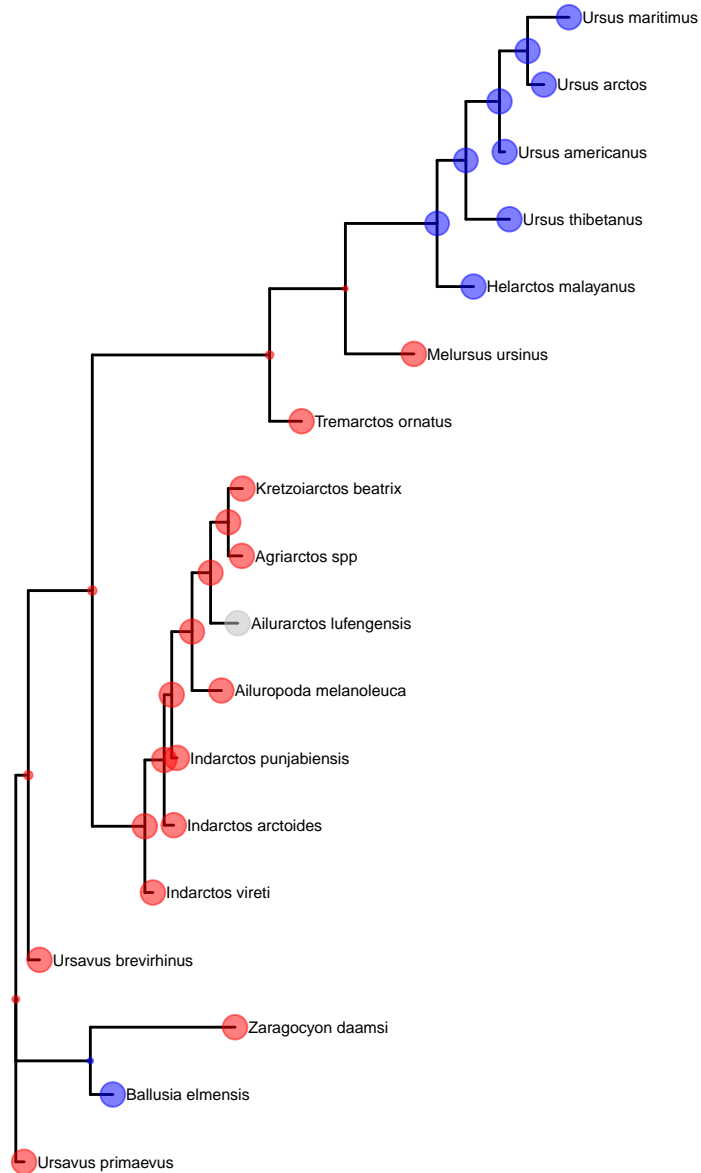 Ursus maritimus
Ursus arctos
Ursus americanus
Ursus thibetanus
Helarctos malayanus
Melursus ursinus
Tremarctos ornatus
Kretzoiarctos beatrix
Agriarctos spp
Ailurarctos lufengensis
Ailuropoda melanoleuca
Indarctos punjabiensis
Indarctos arctoides
Indarctos vireti
Ursavus brevirhinus
Zaragocyon daamsi
Ballusia elmensis
Ursavus primaevus